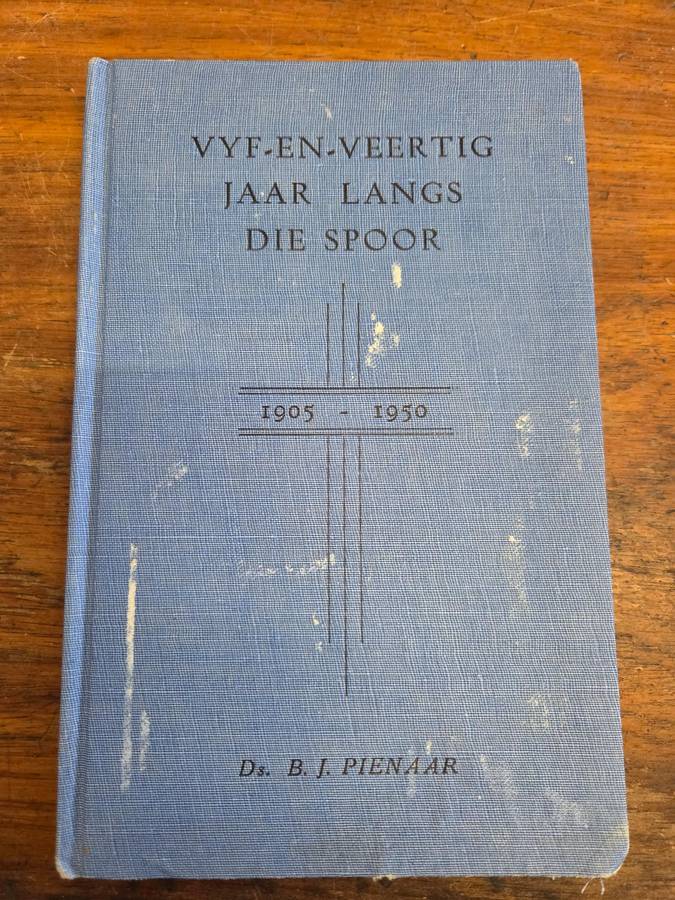 VYF-EN-VEERTIG
JAAR LANGS
DIE SPOOR
1905 - 1950
Ds. B. J. PIENAAR